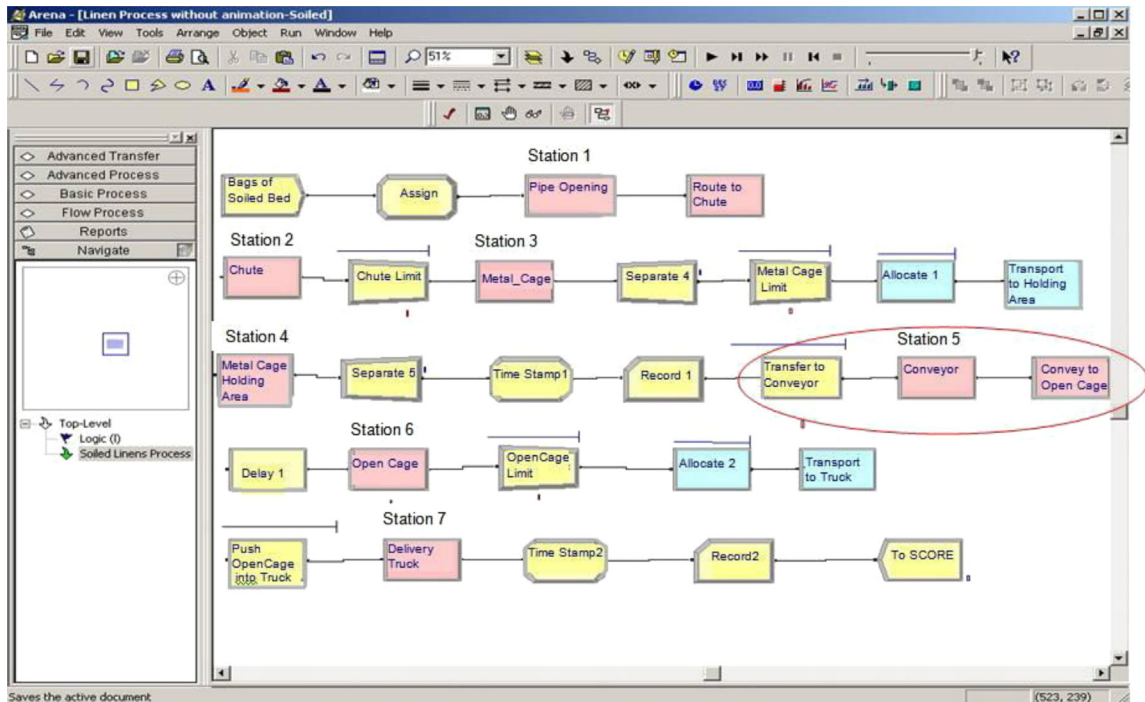 Arena - [Linen Process without animation-Soiled]
File Edit View Tools Arrange Object Run Window Help
51%
A
A
Advanced Transfer
Advanced Process
Basic Process
Flow Process
Reports
Navigate
Top-Level
Logic (l)
Soiled Linens Process
Station 1
Bags of
Soiled Bed
Assign
Pipe Opening
Route to
Chute
Station 2
Station 3
Chute
Chute Limit
Metal_Cage
Separate 4
Metal Cage
Limit
Allocate 1
Transport
to Holding
Area
Station 4
Station 5
Metal Cage
Holding
Area
Separate 5
Time Stamp1
Record 1
Transfer to
Conveyor
Conveyor
Convey to
Open Cage
Station 6
Delay 1
Open Cage
OpenCage
Limit
Allocate 2
Transport
to Truck
Station 7
Push
OpenCage
into Truck
Delivery
Truck
Time Stamp2
Record2
To SCORE
Saves the active document
(523, 239)